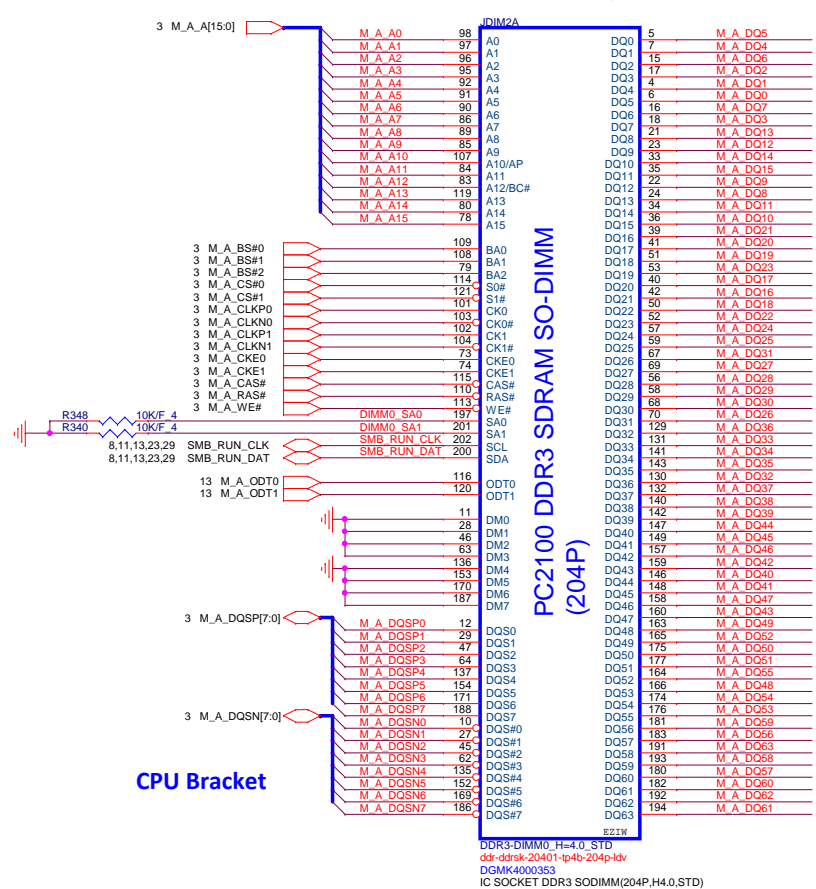 JDIM2A
3 M_A_A[15:0]
M_A_A0 98 A0
M_A_A1 97 A1
M_A_A2 96 A2
M_A_A3 95 A3
M_A_A4 92 A4
M_A_A5 91 A5
M_A_A6 90 A6
M_A_A7 86 A7
M_A_A8 89 A8
M_A_A9 85 A9
M_A_A10 107 A10/AP
M_A_A11 84 A11
M_A_A12 83 A12/BC#
M_A_A13 119 A13
M_A_A14 80 A14
M_A_A15 78 A15
3 M_A_BS#0 109 BA0
3 M_A_BS#1 108 BA1
3 M_A_BS#2 79 BA2
3 M_A_CS#0 114 S0#
3 M_A_CS#1 121 S1#
3 M_A_CLKP0 101 CK0
3 M_A_CLKN0 103 CK0#
3 M_A_CLKP1 102 CK1
3 M_A_CLKN1 104 CK1#
3 M_A_CKE0 73 CKE0
3 M_A_CKE1 74 CKE1
3 M_A_CAS# 115 CAS#
3 M_A_RAS# 110 RAS#
3 M_A_WE# 113 WE#
R348 10K/F_4 DIMM0_SA0 197 SA0
R340 10K/F_4 DIMM0_SA1 201 SA1
8,11,13,23,29 SMB_RUN_CLK SMB_RUN_CLK 202 SCL
8,11,13,23,29 SMB_RUN_DAT SMB_RUN_DAT 200 SDA
13 M_A_ODT0 116 ODT0
13 M_A_ODT1 120 ODT1
11 DM0
28 DM1
46 DM2
63 DM3
136 DM4
153 DM5
170 DM6
187 DM7
3 M_A_DQSP[7:0]
M_A_DQSP0 12 DQS0
M_A_DQSP1 29 DQS1
M_A_DQSP2 47 DQS2
M_A_DQSP3 64 DQS3
M_A_DQSP4 137 DQS4
M_A_DQSP5 154 DQS5
M_A_DQSP6 171 DQS6
M_A_DQSP7 188 DQS7
3 M_A_DQSN[7:0]
M_A_DQSN0 10 DQS#0
M_A_DQSN1 27 DQS#1
M_A_DQSN2 45 DQS#2
M_A_DQSN3 62 DQS#3
M_A_DQSN4 135 DQS#4
M_A_DQSN5 152 DQS#5
M_A_DQSN6 169 DQS#6
M_A_DQSN7 186 DQS#7
CPU Bracket
PC2100 DDR3 SDRAM SO-DIMM
(204P)
DQ0 5 M_A_DQ5
DQ1 7 M_A_DQ4
DQ2 15 M_A_DQ6
DQ3 17 M_A_DQ2
DQ4 4 M_A_DQ1
DQ5 6 M_A_DQ0
DQ6 16 M_A_DQ7
DQ7 18 M_A_DQ3
DQ8 21 M_A_DQ13
DQ9 23 M_A_DQ12
DQ10 33 M_A_DQ14
DQ11 35 M_A_DQ15
DQ12 22 M_A_DQ9
DQ13 24 M_A_DQ8
DQ14 34 M_A_DQ11
DQ15 36 M_A_DQ10
DQ16 39 M_A_DQ21
DQ17 41 M_A_DQ20
DQ18 51 M_A_DQ19
DQ19 53 M_A_DQ23
DQ20 40 M_A_DQ17
DQ21 42 M_A_DQ16
DQ22 50 M_A_DQ18
DQ23 52 M_A_DQ22
DQ24 57 M_A_DQ24
DQ25 59 M_A_DQ25
DQ26 67 M_A_DQ31
DQ27 69 M_A_DQ27
DQ28 56 M_A_DQ28
DQ29 58 M_A_DQ29
DQ30 68 M_A_DQ30
DQ31 70 M_A_DQ26
DQ32 129 M_A_DQ36
DQ33 131 M_A_DQ33
DQ34 141 M_A_DQ34
DQ35 143 M_A_DQ35
DQ36 130 M_A_DQ32
DQ37 132 M_A_DQ37
DQ38 140 M_A_DQ38
DQ39 142 M_A_DQ39
DQ40 147 M_A_DQ44
DQ41 149 M_A_DQ45
DQ42 157 M_A_DQ46
DQ43 159 M_A_DQ42
DQ44 146 M_A_DQ40
DQ45 148 M_A_DQ41
DQ46 158 M_A_DQ47
DQ47 160 M_A_DQ43
DQ48 163 M_A_DQ49
DQ49 165 M_A_DQ52
DQ50 175 M_A_DQ50
DQ51 177 M_A_DQ51
DQ52 164 M_A_DQ55
DQ53 166 M_A_DQ48
DQ54 174 M_A_DQ54
DQ55 176 M_A_DQ53
DQ56 181 M_A_DQ59
DQ57 183 M_A_DQ56
DQ58 191 M_A_DQ63
DQ59 193 M_A_DQ58
DQ60 180 M_A_DQ57
DQ61 182 M_A_DQ60
DQ62 192 M_A_DQ62
DQ63 194 M_A_DQ61
EZIW
DDR3-DIMM0_H=4.0_STD
ddr-ddrsk-20401-tp4b-204p-ldv
DGMK4000353
IC SOCKET DDR3 SODIMM(204P,H4.0,STD)